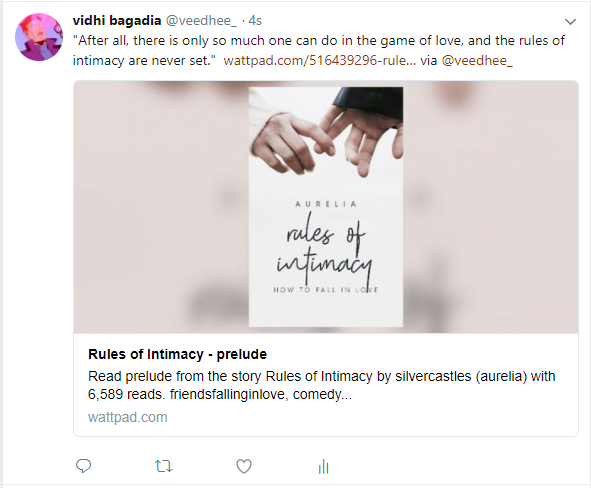 vidhi bagadia @veedhee_ · 4s
"After all, there is only so much one can do in the game of love, and the rules of
intimacy are never set." wattpad.com/516439296-rule... via @veedhee_
AURELIA
rules of
intimacy
HOW TO FALL IN LOVE
Rules of Intimacy - prelude
Read prelude from the story Rules of Intimacy by silvercastles (aurelia) with
6,589 reads. friendsfallinginlove, comedy...
wattpad.com